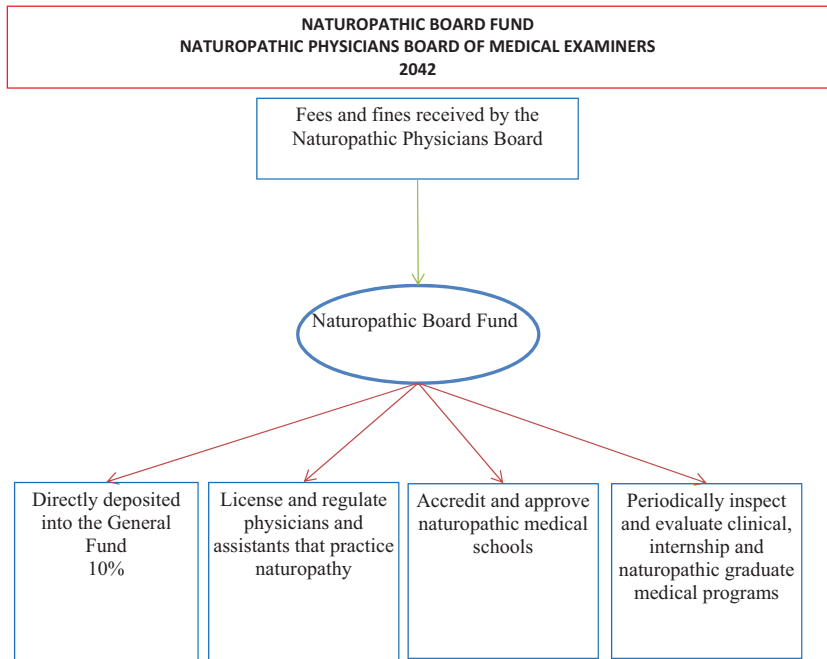 NATUROPATHIC BOARD FUND
NATUROPATHIC PHYSICIANS BOARD OF MEDICAL EXAMINERS
2042
Fees and fines received by the
Naturopathic Physicians Board
Naturopathic Board Fund
Directly deposited
into the General
Fund
10%
License and regulate
physicians and
assistants that practice
naturopathy
Accredit and approve
naturopathic medical
schools
Periodically inspect
and evaluate clinical,
internship and
naturopathic graduate
medical programs